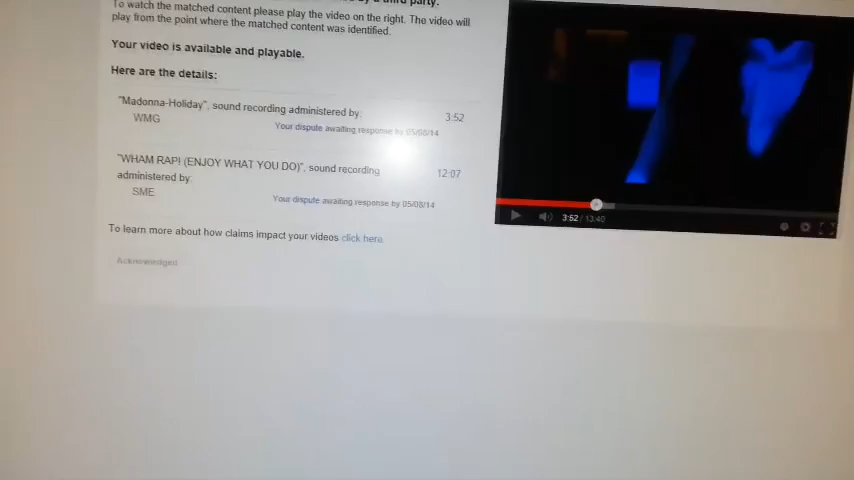 a third party.
To watch the matched content please play the video on the right. The video will
play from the point where the matched content was identified.
Your video is available and playable.
Here are the details:
"Madonna-Holiday", sound recording administered by: 3:52
WMG
Your dispute awaiting response by 05/08/14
"WHAM RAP! (ENJOY WHAT YOU DO)", sound recording 12:07
administered by:
SME
Your dispute awaiting response by 05/08/14
To learn more about how claims impact your videos click here.
Acknowledged
3:52 / 13:40